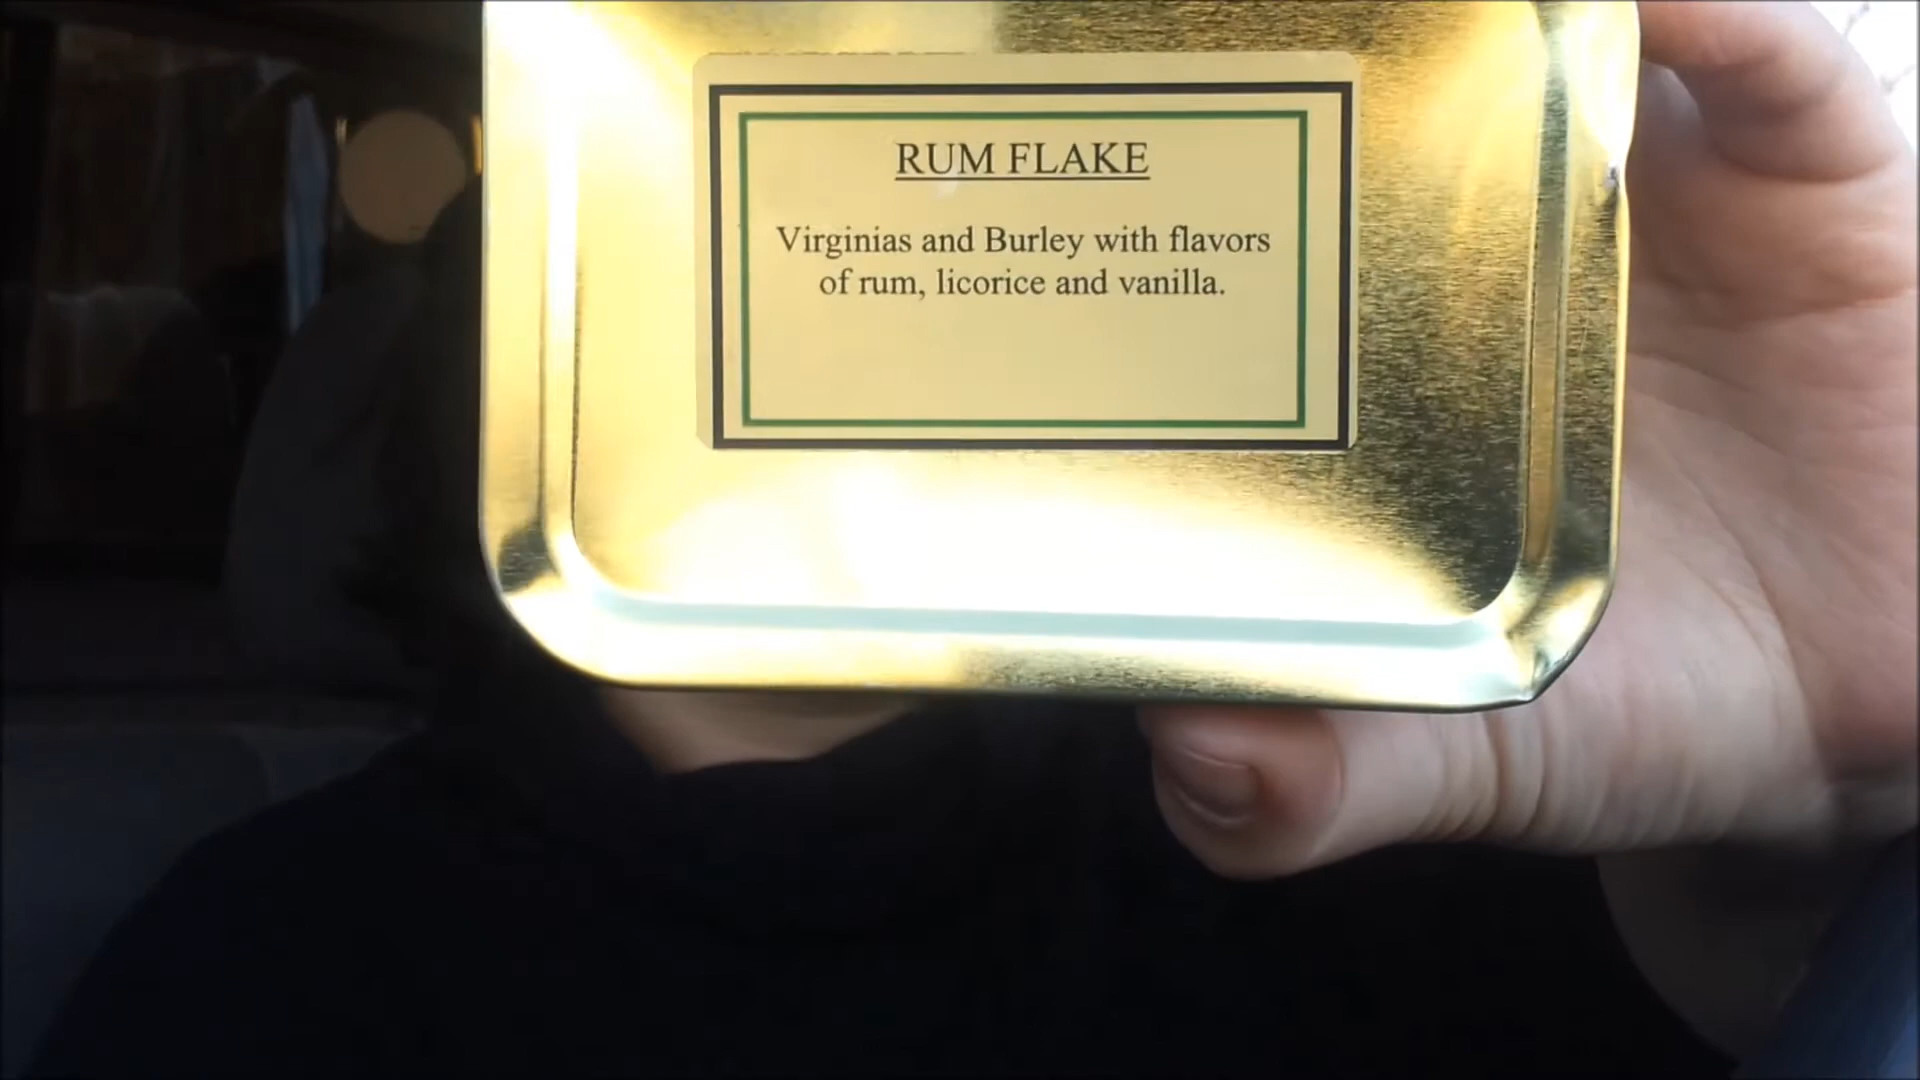 RUM FLAKE
Virginias and Burley with flavors
of rum, licorice and vanilla.